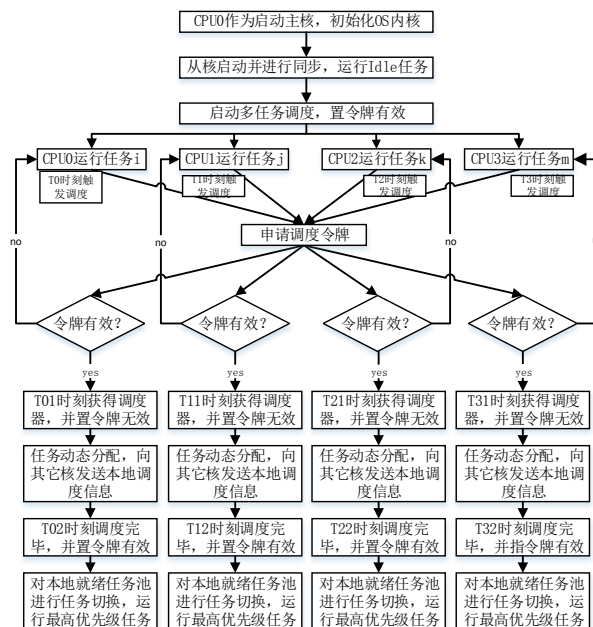 CPU0作为启动主核，初始化OS内核
从核启动并进行同步，运行Idle任务
启动多任务调度，置令牌有效
CPU0运行任务i
CPU1运行任务j
CPU2运行任务k
CPU3运行任务m
T0时刻触
发调度
T1时刻触
发调度
T2时刻触
发调度
T3时刻触
发调度
申请调度令牌
no
no
no
令牌有效？
令牌有效？
令牌有效？
令牌有效？
yes
yes
yes
yes
T01时刻获得调度
器，并置令牌无效
T11时刻获得调度
器，并置令牌无效
T21时刻获得调度
器，并置令牌无效
T31时刻获得调度
器，并置令牌无效
任务动态分配，向
其它核发送本地调
度信息
任务动态分配，向
其它核发送本地调
度信息
任务动态分配，向
其它核发送本地调
度信息
任务动态分配，向
其它核发送本地调
度信息
T02时刻调度完
毕，并置令牌有效
T12时刻调度完
毕，并置令牌有效
T22时刻调度完
毕，并置令牌有效
T32时刻调度完
毕，并指令牌有效
对本地就绪任务池
进行任务切换，运
行最高优先级任务
对本地就绪任务池
进行任务切换，运
行最高优先级任务
对本地就绪任务池
进行任务切换，运
行最高优先级任务
对本地就绪任务池
进行任务切换，运
行最高优先级任务